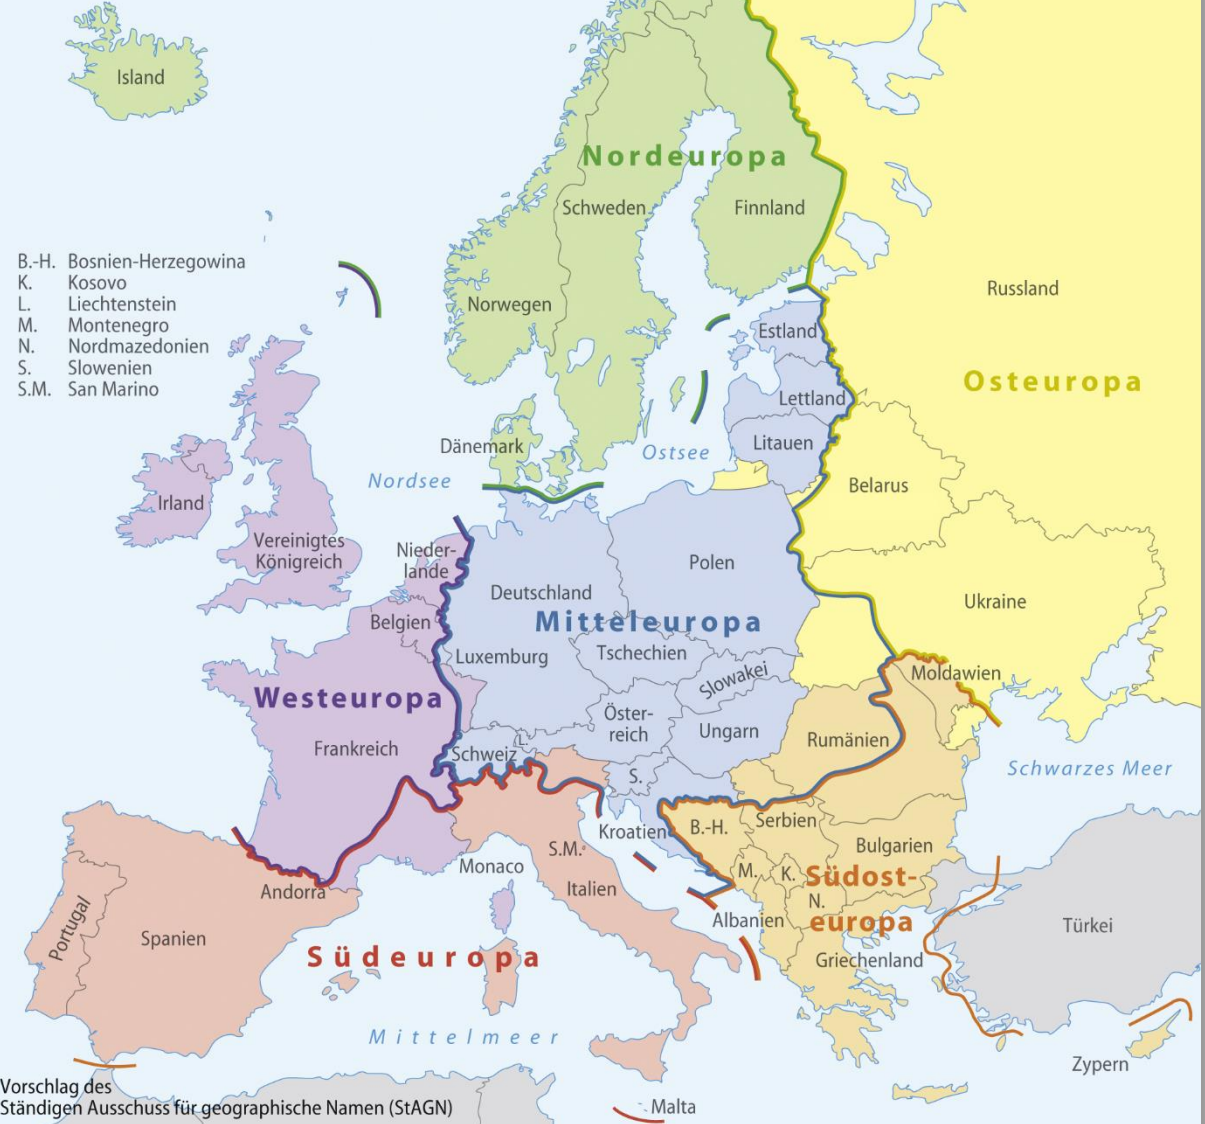 Island
Nordeuropa
Schweden
Finnland
B.-H. Bosnien-Herzegowina
K. Kosovo
L. Liechtenstein
M. Montenegro
N. Nordmazedonien
S. Slowenien
S.M. San Marino
Norwegen
Russland
Estland
Osteuropa
Lettland
Dänemark
Ostsee
Litauen
Nordsee
Belarus
Irland
Vereinigtes
Königreich
Nieder-
lande
Polen
Deutschland
Ukraine
Belgien
Mitteleuropa
Luxemburg
Tschechien
Slowakei
Moldawien
Westeuropa
Öster-
reich
Ungarn
Rumänien
Frankreich
Schweiz
L.
S.
Schwarzes Meer
Kroatien
B.-H.
Serbien
Bulgarien
S.M.
Monaco
Italien
Andorra
M.
K.
Südost-
europa
N.
Albanien
Portugal
Spanien
Türkei
Südeuropa
Griechenland
Mittelmeer
Zypern
Malta
Vorschlag des
Ständigen Ausschuss für geographische Namen (StAGN)